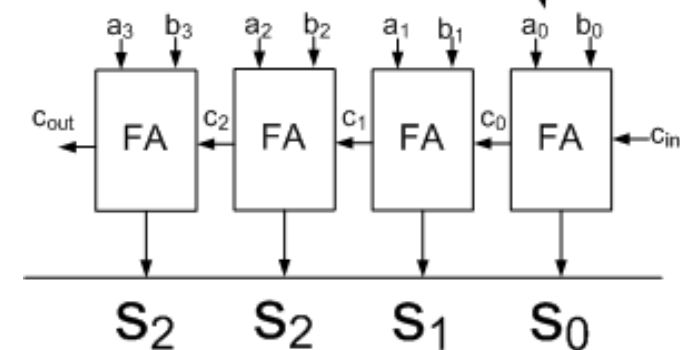 a₃ b₃ a₂ b₂ a₁ b₁ a₀ b₀
cₒᵤₜ FA c₂ FA c₁ FA c₀ FA cᵢₙ
S₂ S₂ S₁ S₀